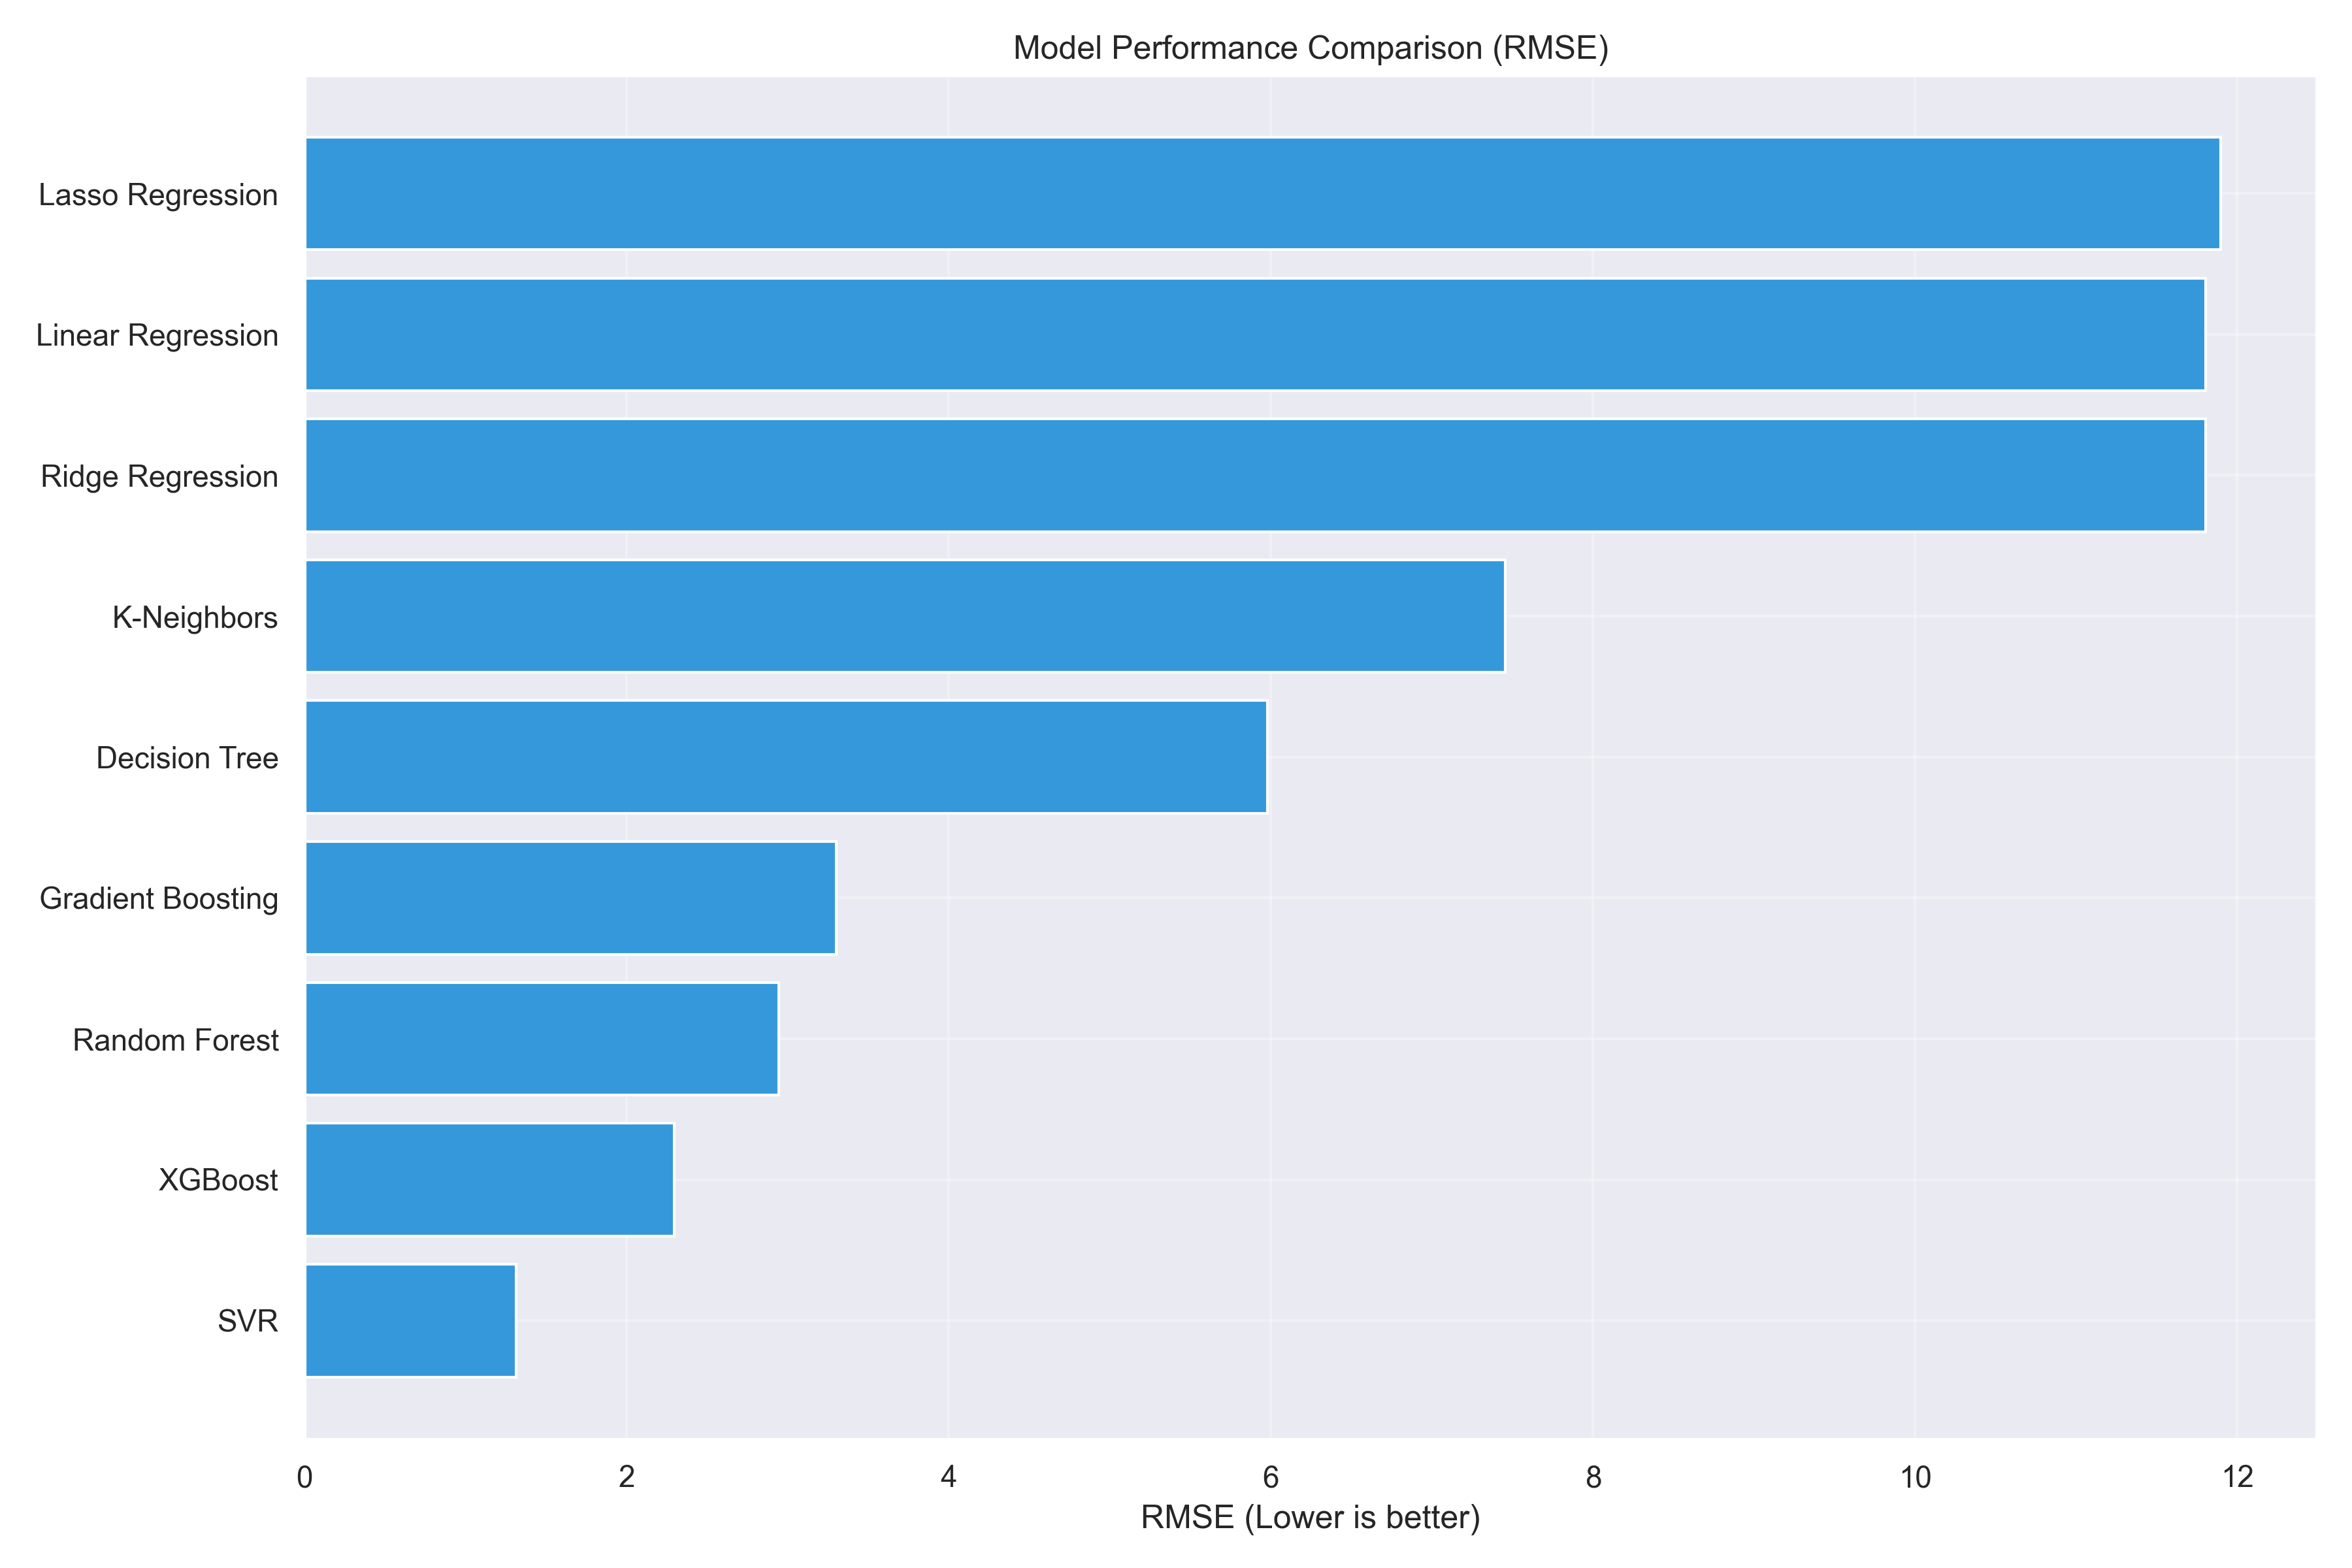 Model Performance Comparison (RMSE)
Lasso Regression
Linear Regression
Ridge Regression
K-Neighbors
Decision Tree
Gradient Boosting
Random Forest
XGBoost
SVR
0 2 4 6 8 10 12
RMSE (Lower is better)